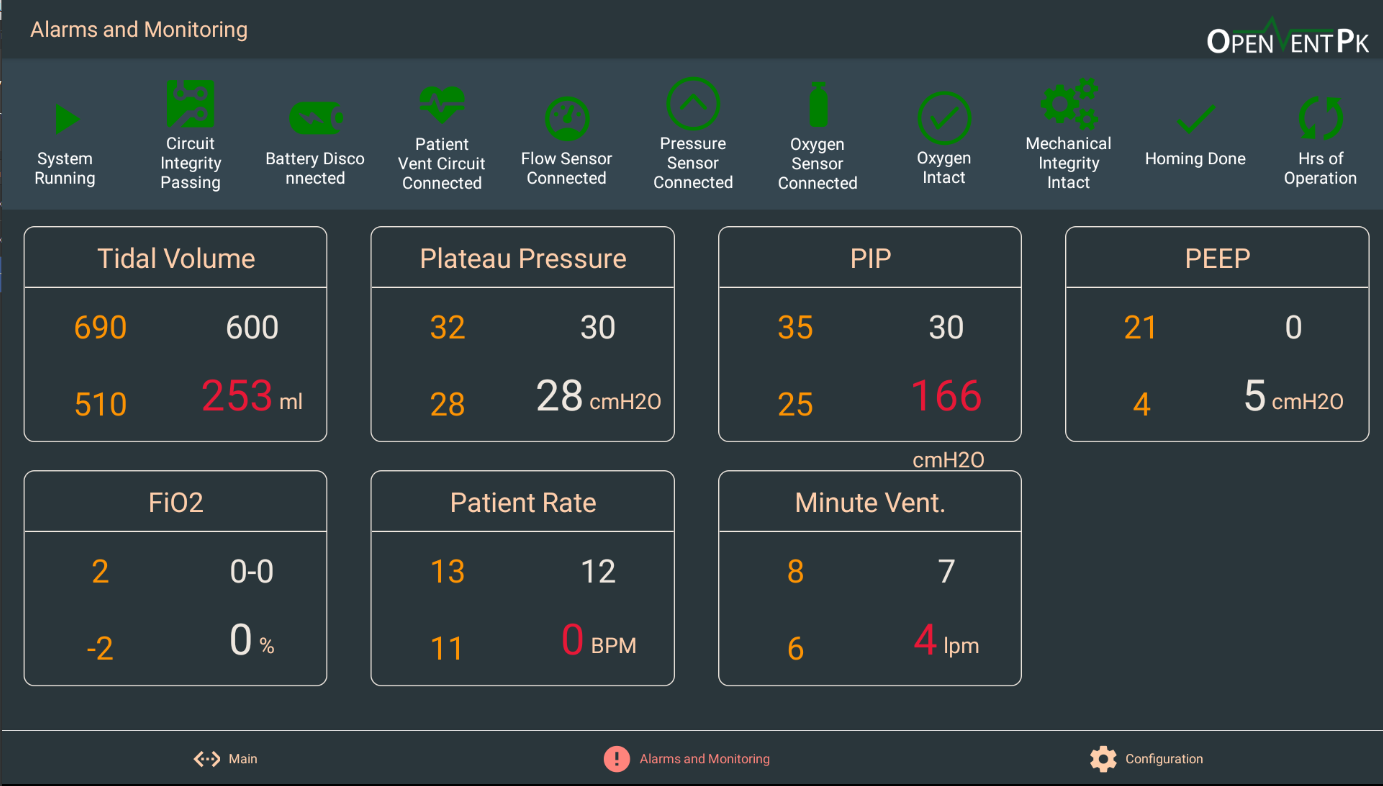 Alarms and Monitoring
OPENVENTPK
System
Running
Circuit
Integrity
Passing
Battery Disco
nnected
Patient
Vent Circuit
Connected
Flow Sensor
Connected
Pressure
Sensor
Connected
Oxygen
Sensor
Connected
Oxygen
Intact
Mechanical
Integrity
Intact
Homing Done
Hrs of
Operation
Tidal Volume
690 600
510 253 ml
Plateau Pressure
32 30
28 28 cmH2O
PIP
35 30
25 166
cmH2O
PEEP
21 0
4 5 cmH2O
FiO2
2 0-0
-2 0 %
Patient Rate
13 12
11 0 BPM
Minute Vent.
8 7
6 4 lpm
Main
Alarms and Monitoring
Configuration